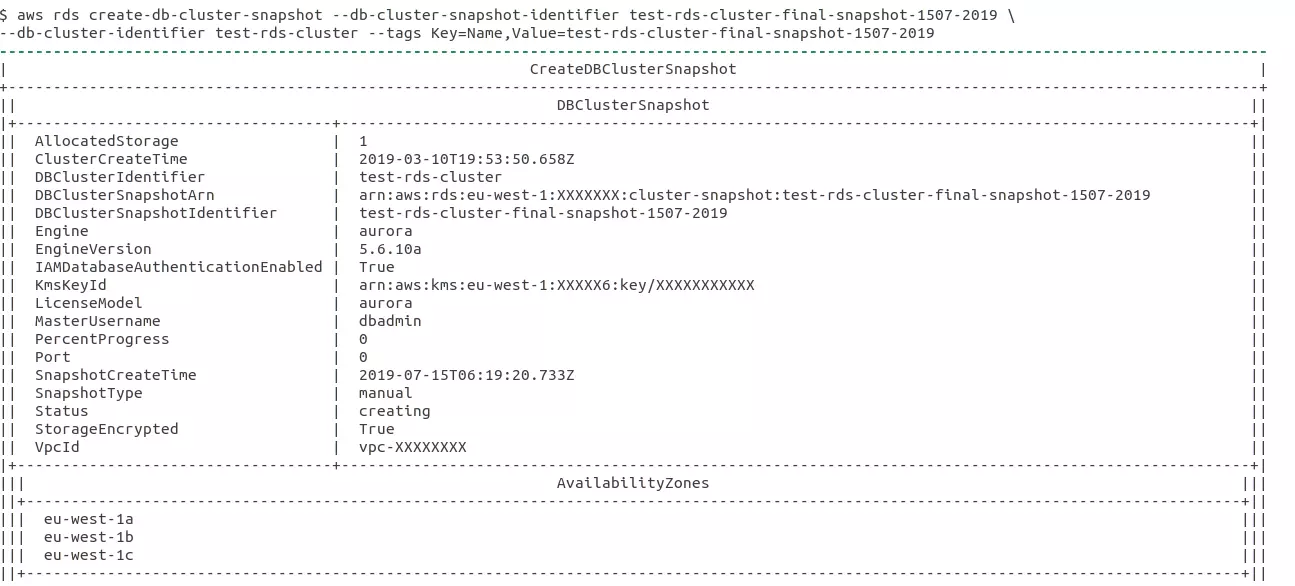 $ aws rds create-db-cluster-snapshot --db-cluster-snapshot-identifier test-rds-cluster-final-snapshot-1507-2019 \
--db-cluster-identifier test-rds-cluster --tags Key=Name,Value=test-rds-cluster-final-snapshot-1507-2019
| CreateDBClusterSnapshot |
|| DBClusterSnapshot ||
|| AllocatedStorage | 1 ||
|| ClusterCreateTime | 2019-03-10T19:53:50.658Z ||
|| DBClusterIdentifier | test-rds-cluster ||
|| DBClusterSnapshotArn | arn:aws:rds:eu-west-1:XXXXXXX:cluster-snapshot:test-rds-cluster-final-snapshot-1507-2019 ||
|| DBClusterSnapshotIdentifier | test-rds-cluster-final-snapshot-1507-2019 ||
|| Engine | aurora ||
|| EngineVersion | 5.6.10a ||
|| IAMDatabaseAuthenticationEnabled | True ||
|| KmsKeyId | arn:aws:kms:eu-west-1:XXXXX6:key/XXXXXXXXXXX ||
|| LicenseModel | aurora ||
|| MasterUsername | dbadmin ||
|| PercentProgress | 0 ||
|| Port | 0 ||
|| SnapshotCreateTime | 2019-07-15T06:19:20.733Z ||
|| SnapshotType | manual ||
|| Status | creating ||
|| StorageEncrypted | True ||
|| VpcId | vpc-XXXXXXXX ||
||| AvailabilityZones |||
||| eu-west-1a |||
||| eu-west-1b |||
||| eu-west-1c |||